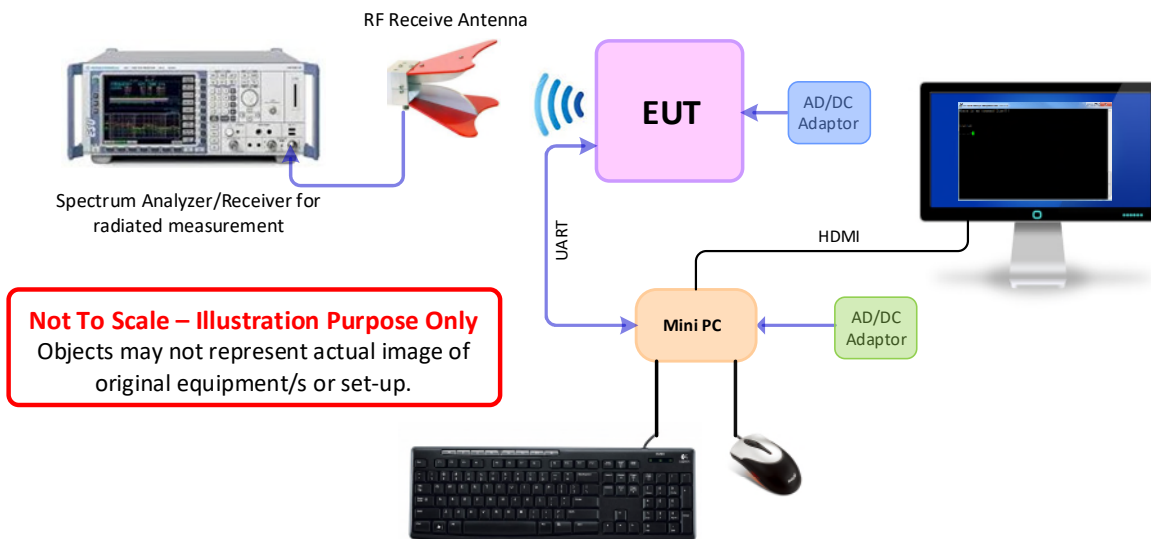 RF Receive Antenna
EUT
AD/DC
Adaptor
Spectrum Analyzer/Receiver for
radiated measurement
UART
HDMI
Not To Scale – Illustration Purpose Only
Objects may not represent actual image of
original equipment/s or set-up.
Mini PC
AD/DC
Adaptor